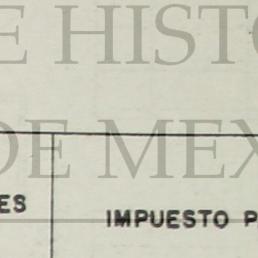 E HISTO
DE MEX
ES
IMPUESTO P